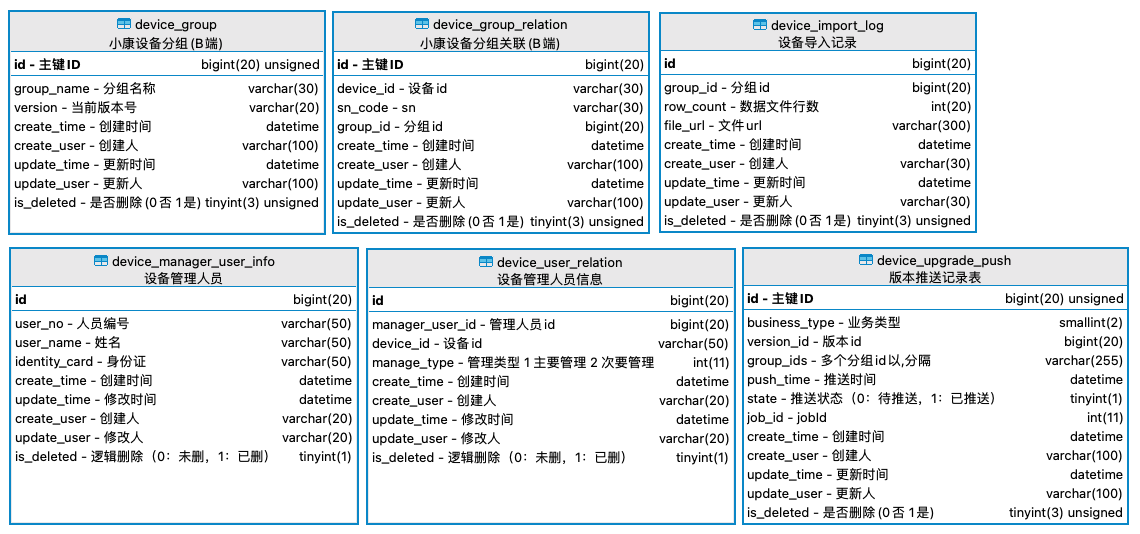 device_group
小康设备分组(B端)
id - 主键ID bigint(20) unsigned
group_name - 分组名称 varchar(30)
version - 当前版本号 varchar(20)
create_time - 创建时间 datetime
create_user - 创建人 varchar(100)
update_time - 更新时间 datetime
update_user - 更新人 varchar(100)
is_deleted - 是否删除(0否1是) tinyint(3) unsigned
device_group_relation
小康设备分组关联(B端)
id - 主键ID bigint(20)
device_id - 设备id varchar(30)
sn_code - sn varchar(30)
group_id - 分组id bigint(20)
create_time - 创建时间 datetime
create_user - 创建人 varchar(100)
update_time - 更新时间 datetime
update_user - 更新人 varchar(100)
is_deleted - 是否删除(0否1是) tinyint(3) unsigned
device_import_log
设备导入记录
id bigint(20)
group_id - 分组id bigint(20)
row_count - 数据文件行数 int(20)
file_url - 文件url varchar(300)
create_time - 创建时间 datetime
create_user - 创建人 varchar(30)
update_time - 更新时间 datetime
update_user - 更新人 varchar(30)
is_deleted - 是否删除(0否1是) tinyint(3) unsigned
device_manager_user_info
设备管理人员
id bigint(20)
user_no - 人员编号 varchar(50)
user_name - 姓名 varchar(50)
identity_card - 身份证 varchar(50)
create_time - 创建时间 datetime
update_time - 修改时间 datetime
create_user - 创建人 varchar(20)
update_user - 修改人 varchar(20)
is_deleted - 逻辑删除（0：未删，1：已删） tinyint(1)
device_user_relation
设备管理人员信息
id bigint(20)
manager_user_id - 管理人员id bigint(20)
device_id - 设备id varchar(50)
manage_type - 管理类型 1 主要管理 2 次要管理 int(11)
create_time - 创建时间 datetime
create_user - 创建人 varchar(20)
update_time - 修改时间 datetime
update_user - 修改人 varchar(20)
is_deleted - 逻辑删除（0：未删，1：已删） tinyint(1)
device_upgrade_push
版本推送记录表
id - 主键ID bigint(20) unsigned
business_type - 业务类型 smallint(2)
version_id - 版本id bigint(20)
group_ids - 多个分组id以,分隔 varchar(255)
push_time - 推送时间 datetime
state - 推送状态（0：待推送，1：已推送） tinyint(1)
job_id - jobId int(11)
create_time - 创建时间 datetime
create_user - 创建人 varchar(100)
update_time - 更新时间 datetime
update_user - 更新人 varchar(100)
is_deleted - 是否删除(0否1是) tinyint(3) unsigned